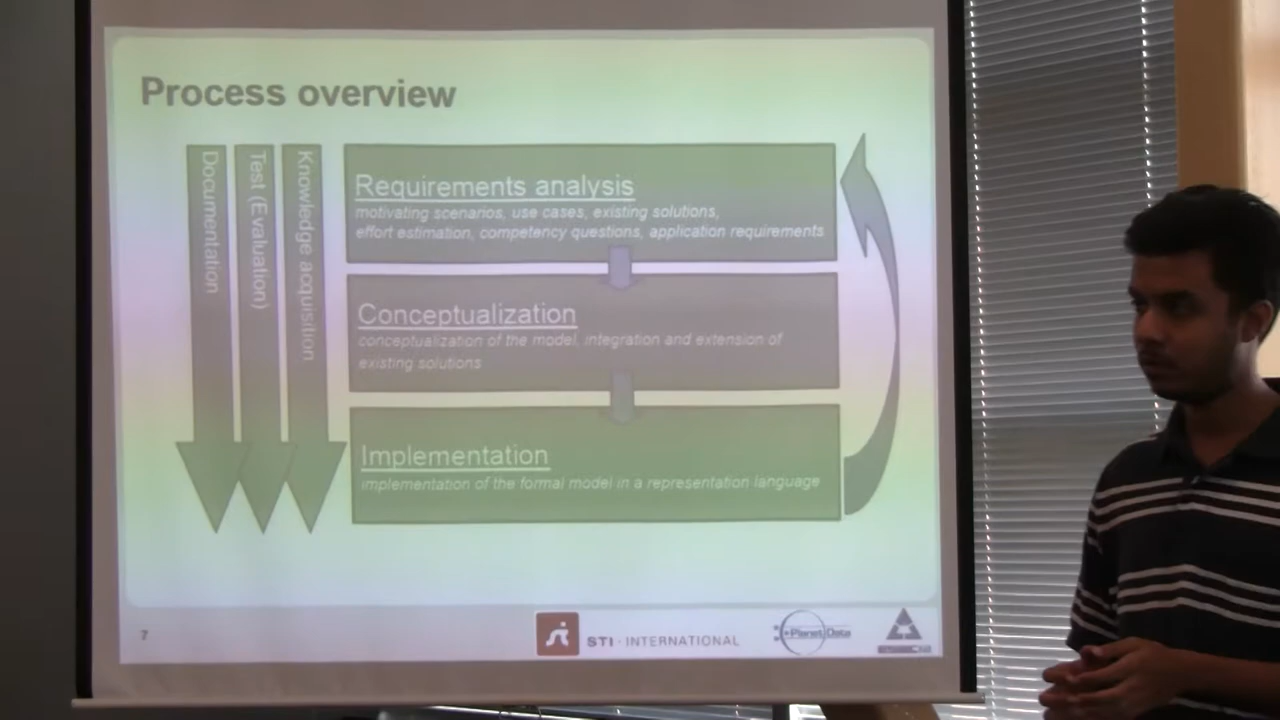 Process overview
Documentation
Test (Evaluation)
Knowledge acquisition
Requirements analysis
motivating scenarios, use cases, existing solutions,
effort estimation, competency questions, application requirements
Conceptualization
conceptualization of the model, integration and extension of
existing solutions
Implementation
implementation of the formal model in a representation language
7
STI · INTERNATIONAL
PlanetData